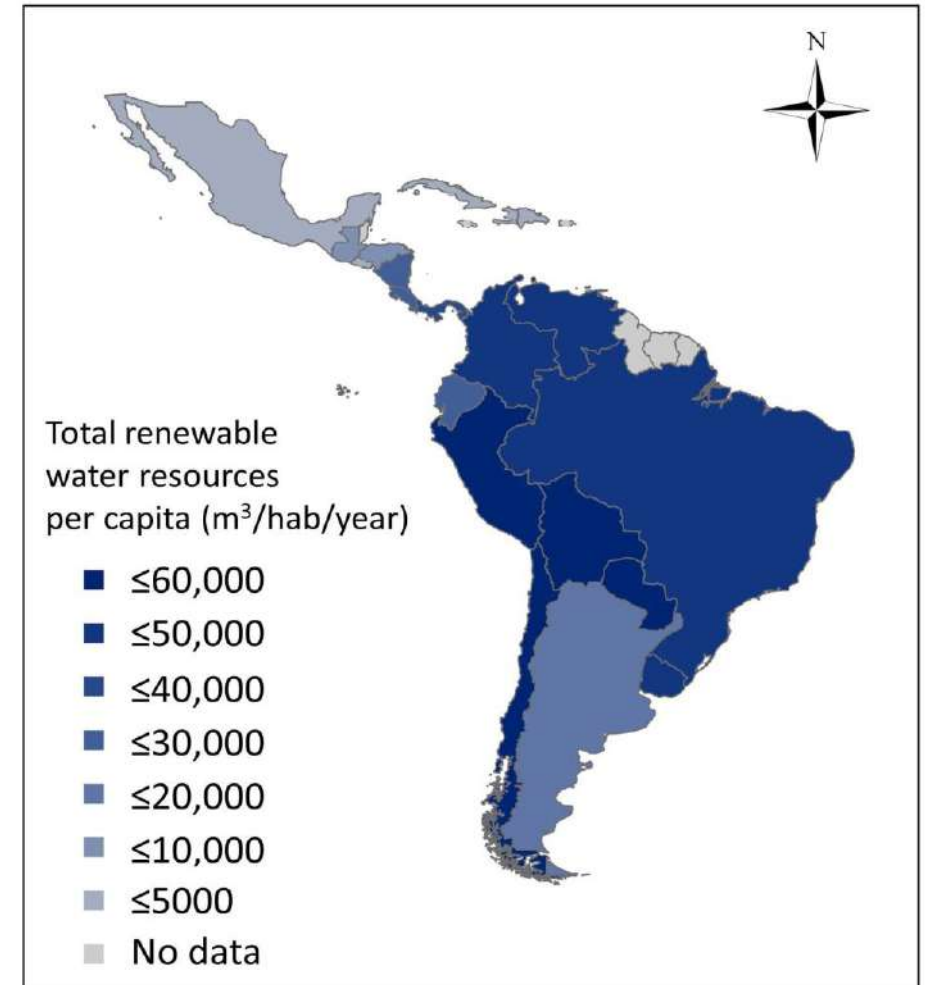 N
Total renewable
water resources
per capita (m³/hab/year)
≤60,000
≤50,000
≤40,000
≤30,000
≤20,000
≤10,000
≤5000
No data